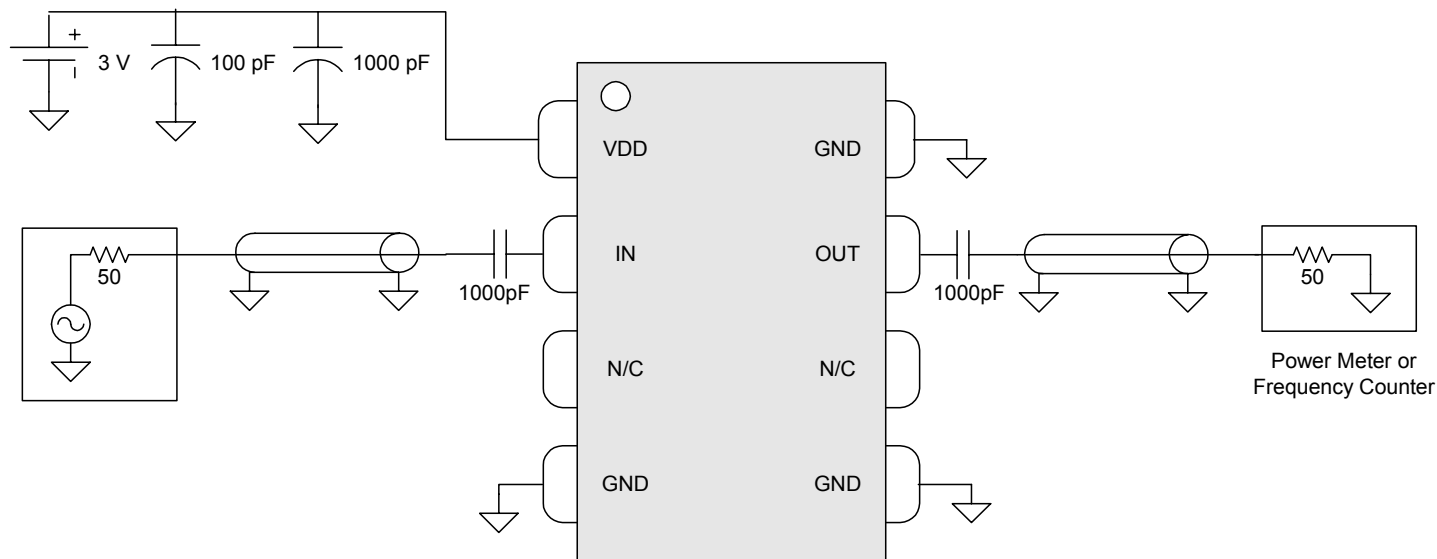 +
3 V
100 pF
1000 pF
VDD
GND
50
1000pF
IN
OUT
1000pF
50
N/C
N/C
Power Meter or
Frequency Counter
GND
GND